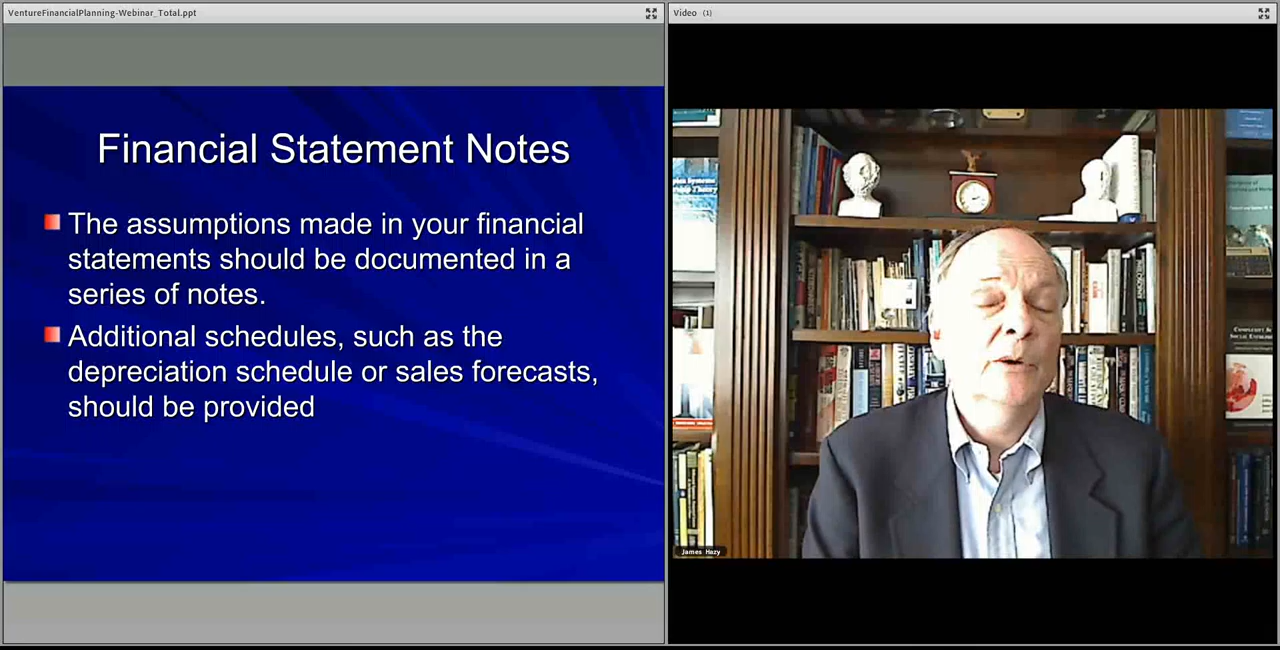 VentureFinancialPlanning-Webinar_Total.ppt
Video (1)
Financial Statement Notes
The assumptions made in your financial
statements should be documented in a
series of notes.
Additional schedules, such as the
depreciation schedule or sales forecasts,
should be provided
James Hazy